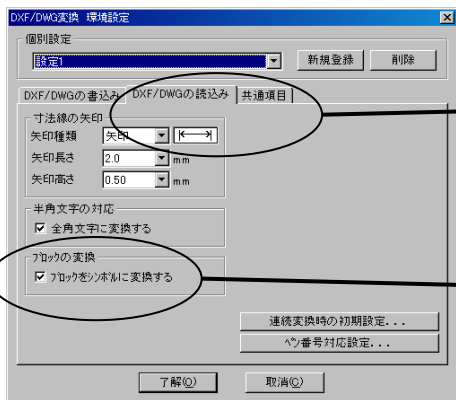 DXF/DWG変換 環境設定
個別設定
設定1
新規登録
削除
DXF/DWGの書込み
DXF/DWGの読込み
共通項目
寸法線の矢印
矢印種類
矢印
矢印長さ
2.0
mm
矢印高さ
0.50
mm
半角文字の対応
全角文字に変換する
ﾌﾞﾛｯｸの変換
ﾌﾞﾛｯｸをｼﾝﾎﾞﾙに変換する
連続変換時の初期設定...
ﾍﾟﾝ番号対応設定...
了解(O)
取消(C)